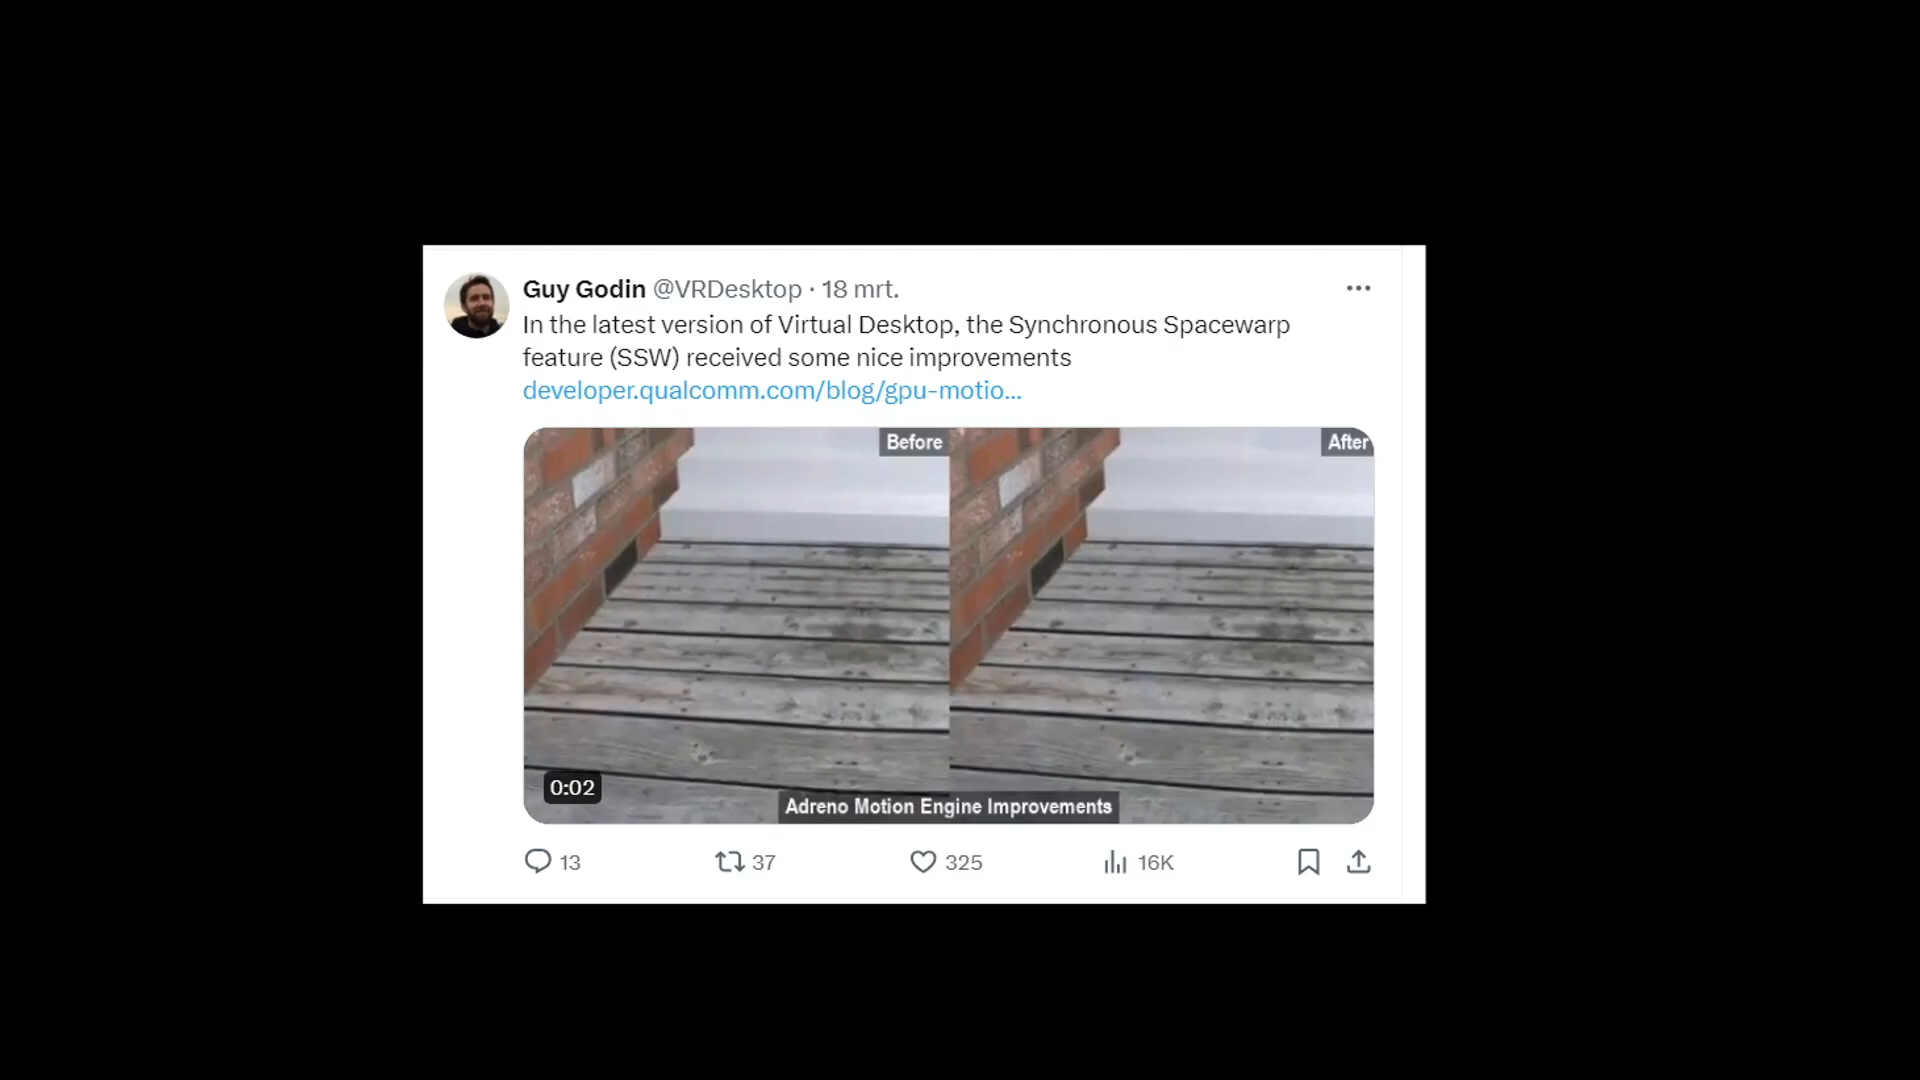 Guy Godin @VRDesktop · 18 mrt.
In the latest version of Virtual Desktop, the Synchronous Spacewarp
feature (SSW) received some nice improvements
developer.qualcomm.com/blog/gpu-motio...
Before
After
0:02
Adreno Motion Engine Improvements
13 37 325 16K